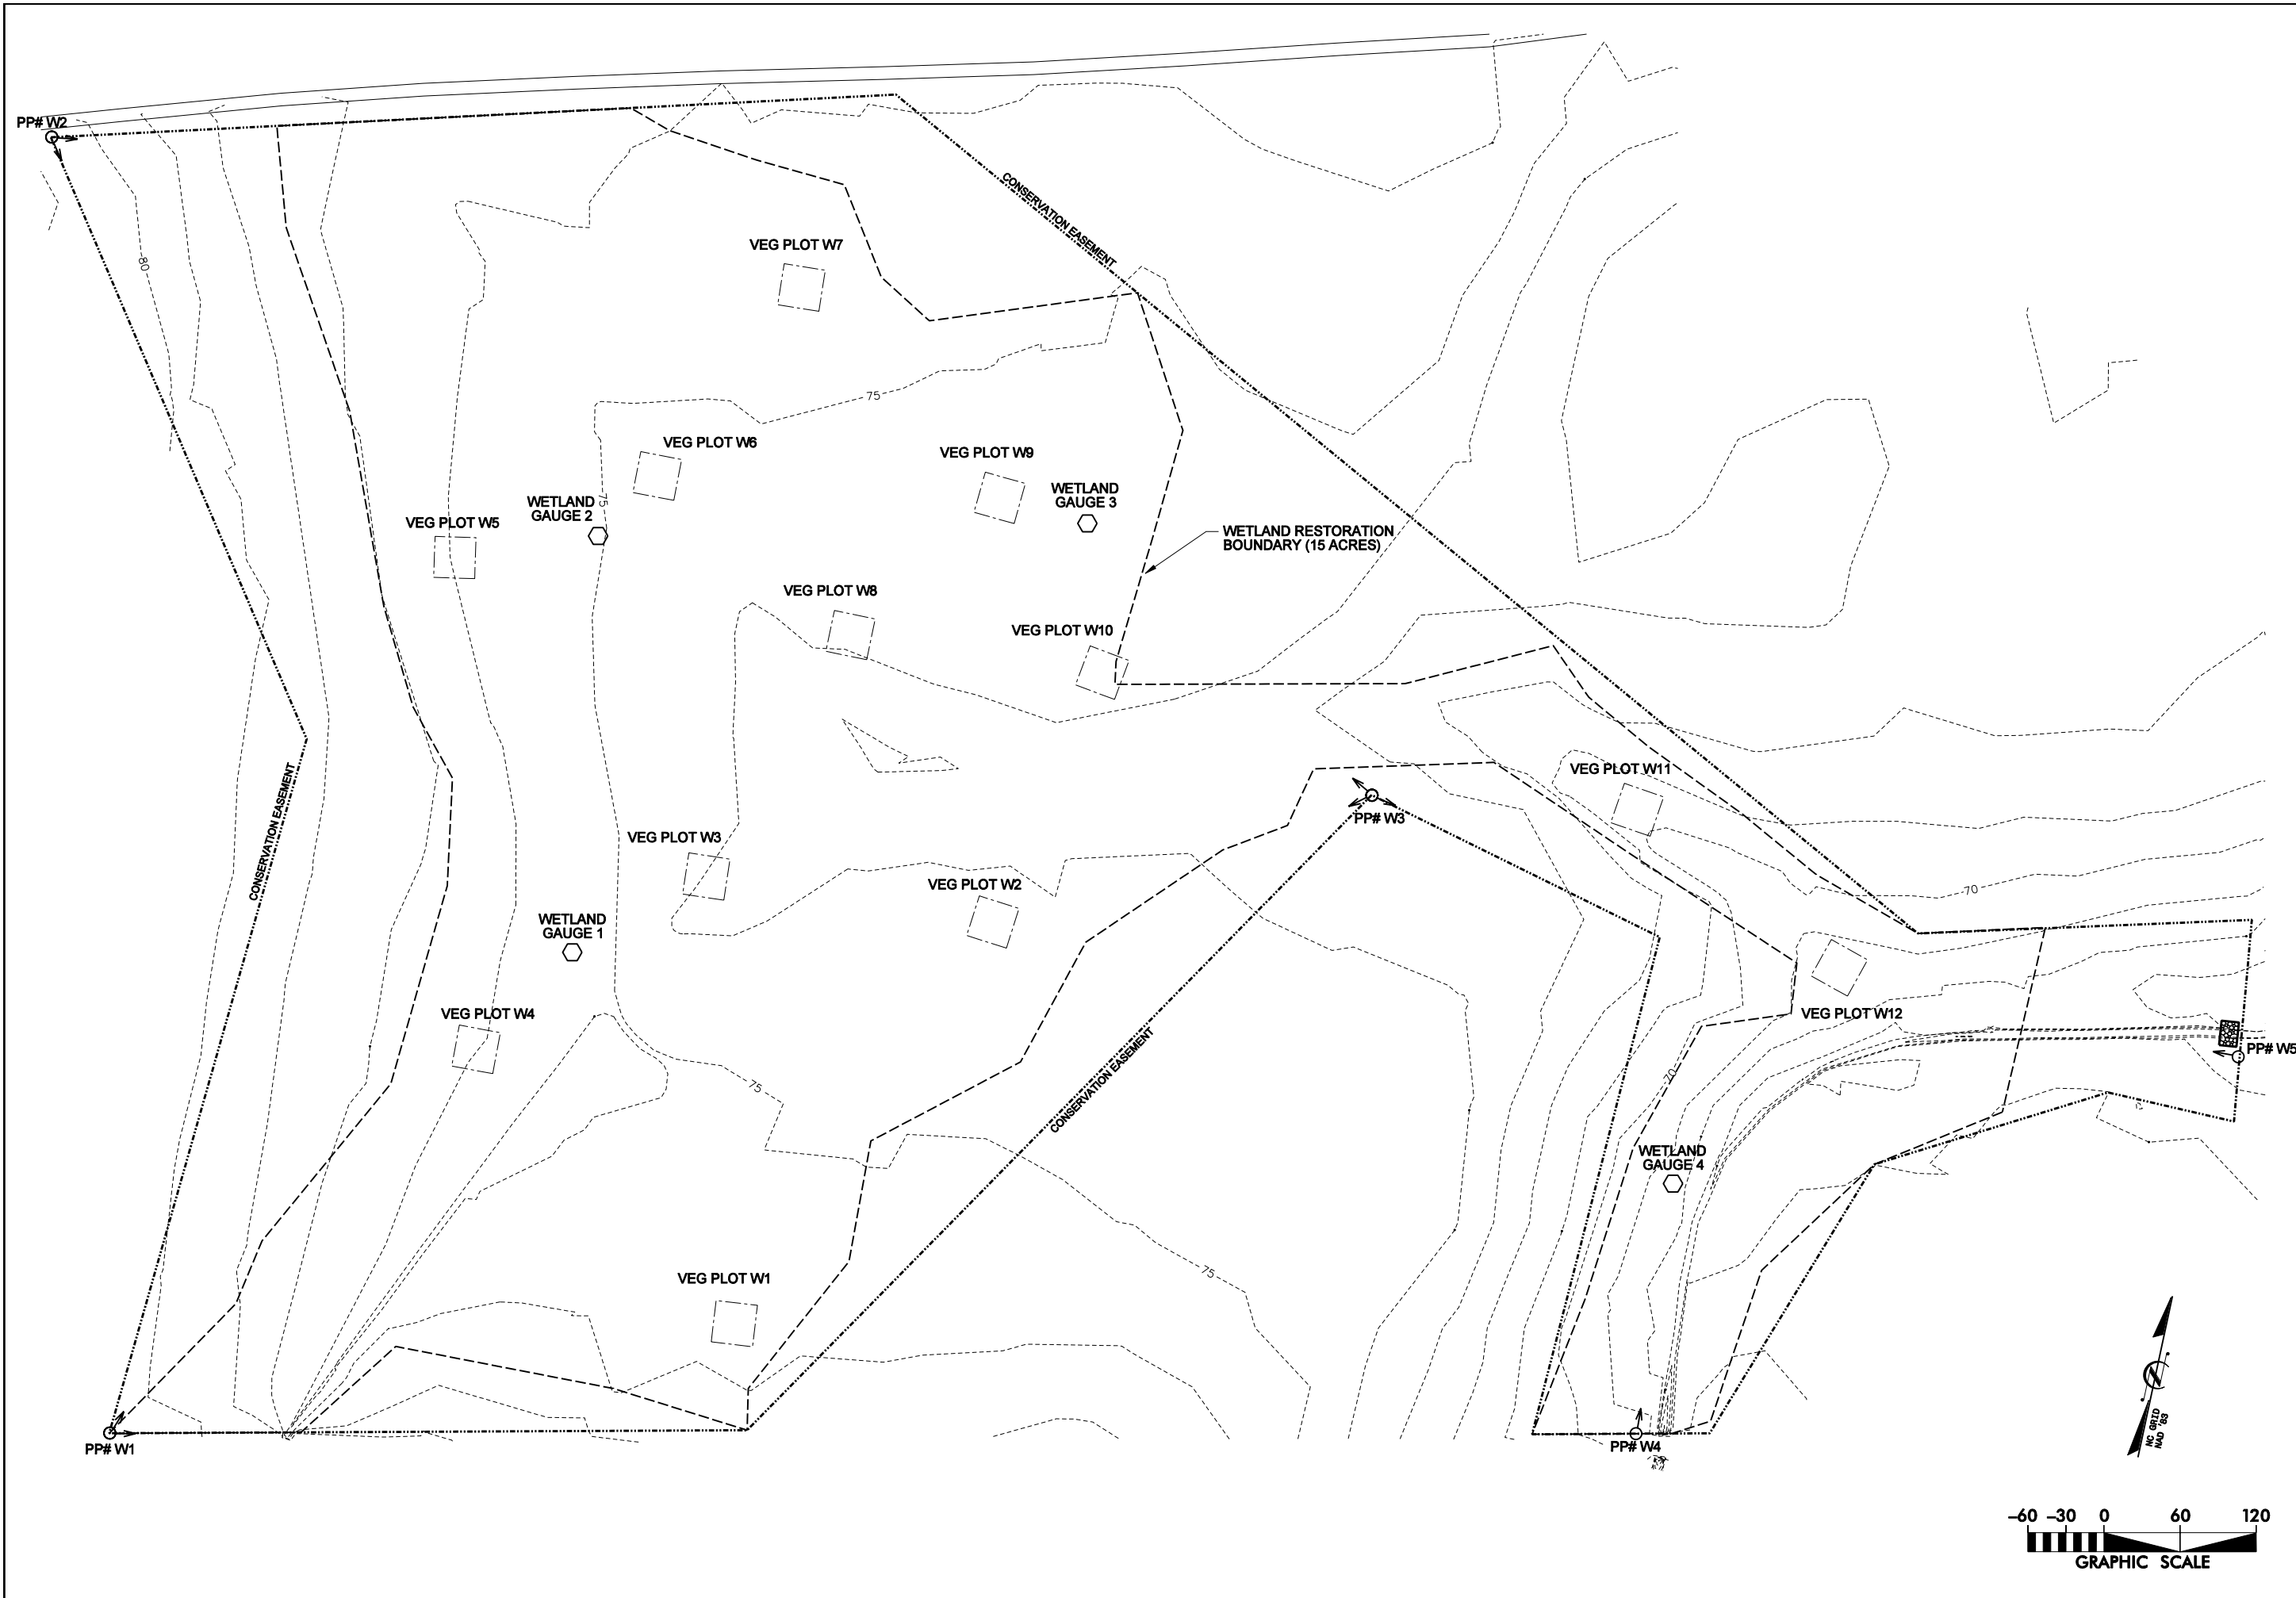 PP# W2
CONSERVATION EASEMENT
VEG PLOT W7
80
75
VEG PLOT W6
VEG PLOT W9
WETLAND
GAUGE 2
75
WETLAND
GAUGE 3
VEG PLOT W5
WETLAND RESTORATION
BOUNDARY (15 ACRES)
VEG PLOT W8
VEG PLOT W10
CONSERVATION EASEMENT
VEG PLOT W11
PP# W3
VEG PLOT W3
VEG PLOT W2
70
WETLAND
GAUGE 1
VEG PLOT W4
VEG PLOT W12
PP# W5
CONSERVATION EASEMENT
75
70
WETLAND
GAUGE 4
VEG PLOT W1
75
PP# W1
PP# W4
NC GRID
NAD '83
-60 -30 0 60 120
GRAPHIC SCALE